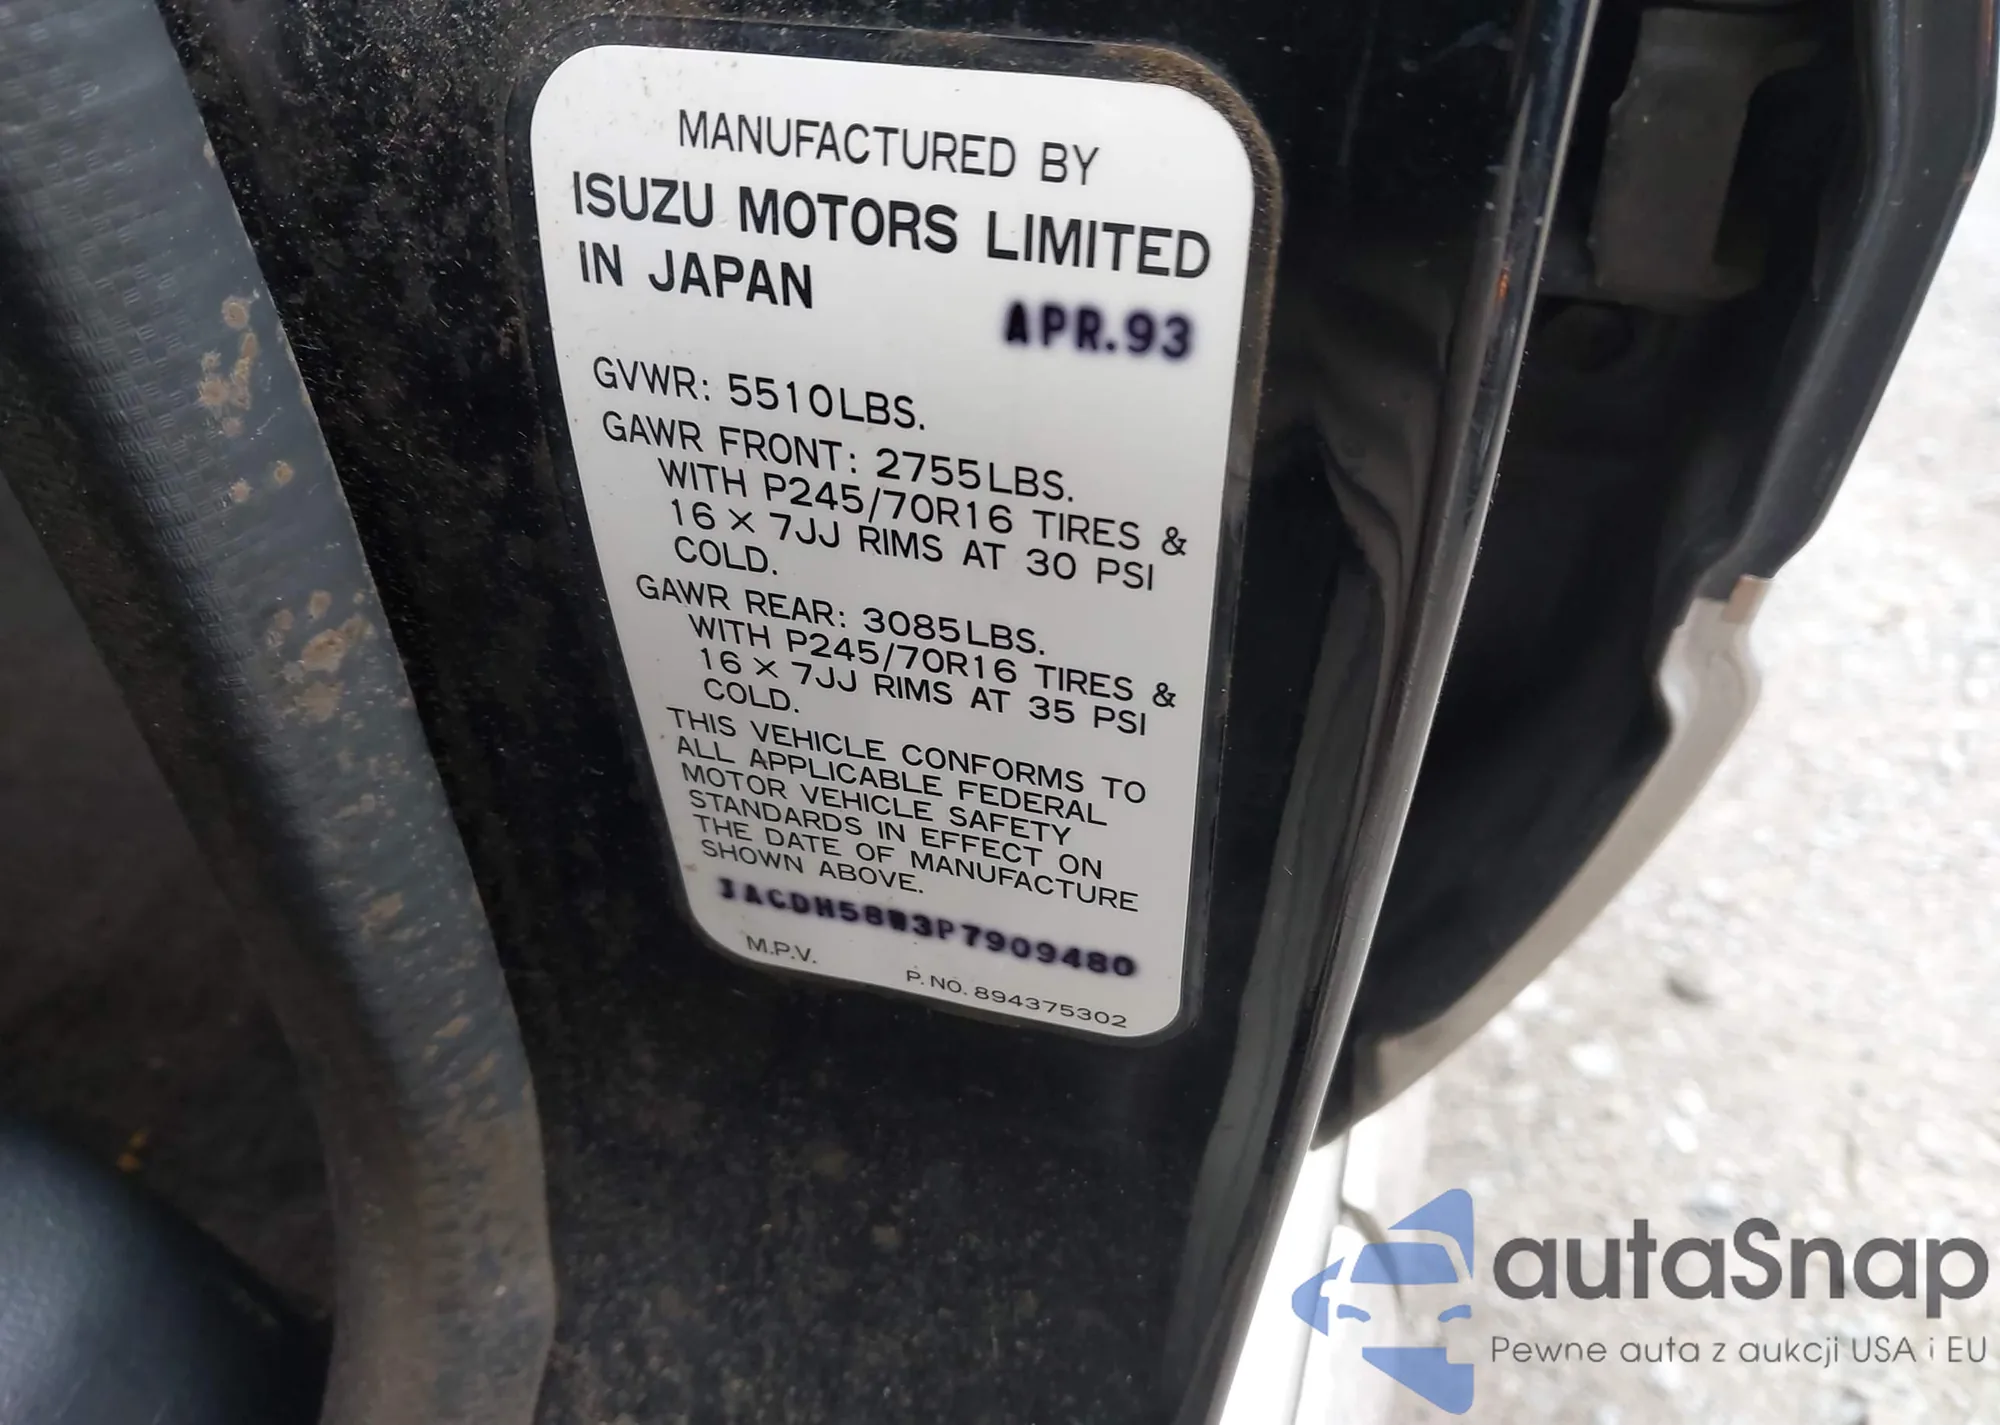 MANUFACTURED BY
ISUZU MOTORS LIMITED
IN JAPAN
APR.93
GVWR: 5510LBS.
GAWR FRONT: 2755LBS.
WITH P245/70R16 TIRES &
16 × 7JJ RIMS AT 30 PSI
COLD.
GAWR REAR: 3085LBS.
WITH P245/70R16 TIRES &
16 × 7JJ RIMS AT 35 PSI
COLD.
THIS VEHICLE CONFORMS TO
ALL APPLICABLE FEDERAL
MOTOR VEHICLE SAFETY
STANDARDS IN EFFECT ON
THE DATE OF MANUFACTURE
SHOWN ABOVE.
JACDH58W3P7909480
M.P.V.
P.NO. 894375302
autaSnap
Pewne auta z aukcji USA i EU